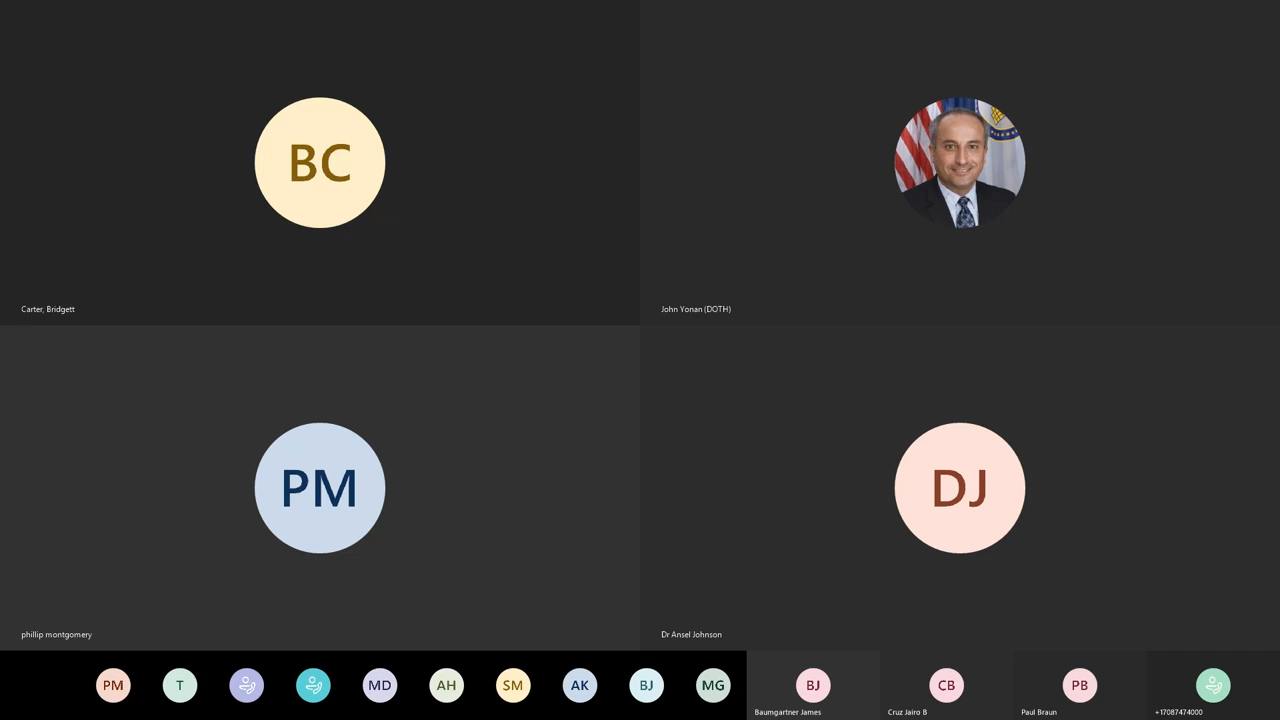 BC
Carter, Bridgett
John Yonan (DOTH)
PM
phillip montgomery
DJ
Dr Ansel Johnson
PM
T
MD
AH
SM
AK
BJ
MG
BJ
Baumgartner James
CB
Cruz Jairo B
PB
Paul Braun
+17087474000